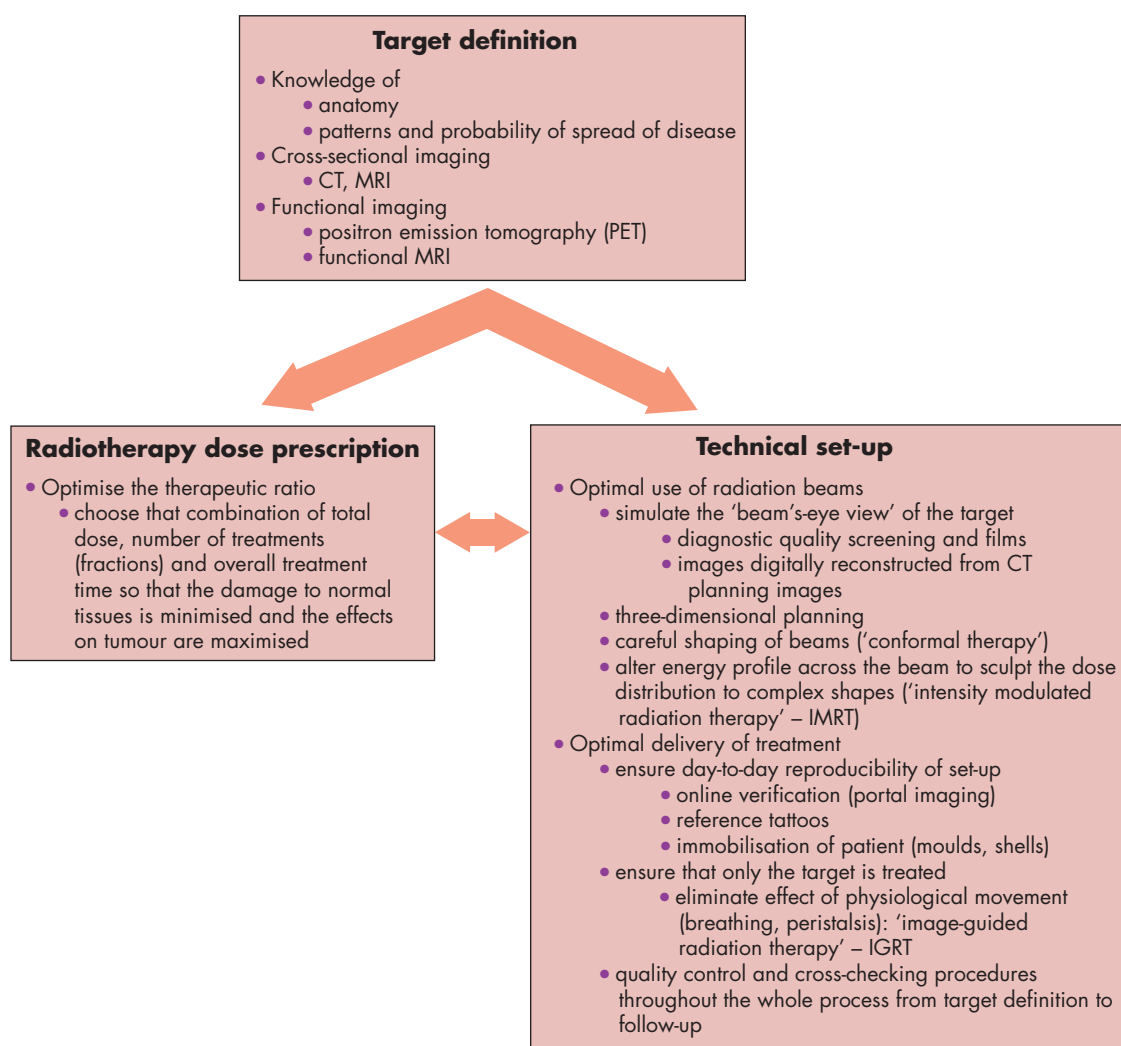 Target definition
• Knowledge of
• anatomy
• patterns and probability of spread of disease
• Cross-sectional imaging
• CT, MRI
• Functional imaging
• positron emission tomography (PET)
• functional MRI
Radiotherapy dose prescription
• Optimise the therapeutic ratio
• choose that combination of total
dose, number of treatments
(fractions) and overall treatment
time so that the damage to normal
tissues is minimised and the effects
on tumour are maximised
Technical set-up
• Optimal use of radiation beams
• simulate the ‘beam’s-eye view’ of the target
• diagnostic quality screening and films
• images digitally reconstructed from CT
planning images
• three-dimensional planning
• careful shaping of beams (‘conformal therapy’)
• alter energy profile across the beam to sculpt the dose
distribution to complex shapes (‘intensity modulated
radiation therapy’ – IMRT)
• Optimal delivery of treatment
• ensure day-to-day reproducibility of set-up
• online verification (portal imaging)
• reference tattoos
• immobilisation of patient (moulds, shells)
• ensure that only the target is treated
• eliminate effect of physiological movement
(breathing, peristalsis): ‘image-guided
radiation therapy’ – IGRT
• quality control and cross-checking procedures
throughout the whole process from target definition to
follow-up